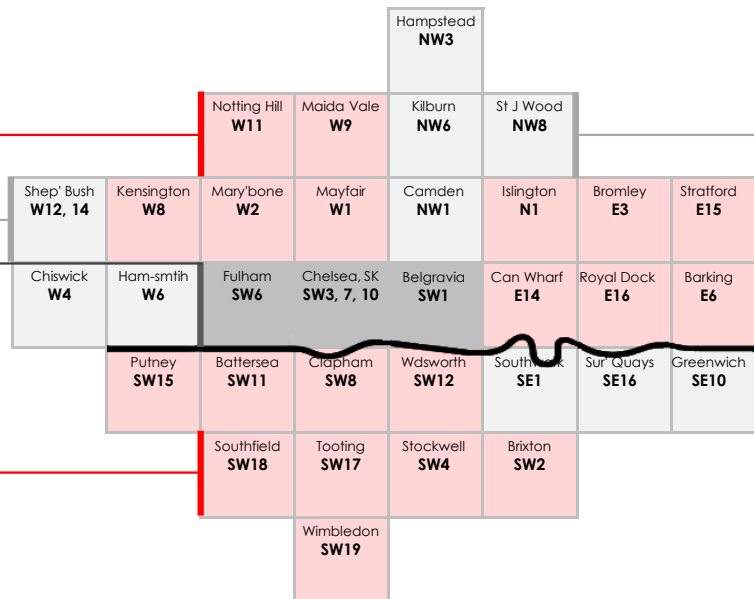 Hampstead
NW3
Notting Hill Maida Vale Kilburn St J Wood
W11 W9 NW6 NW8
Shep' Bush Kensington Mary'bone Mayfair Camden Islington Bromley Stratford
W12, 14 W8 W2 W1 NW1 N1 E3 E15
Chiswick Ham-smtih Fulham Chelsea, SK Belgravia Can Wharf Royal Dock Barking
W4 W6 SW6 SW3, 7, 10 SW1 E14 E16 E6
Putney Battersea Clapham Wdsworth Southwark Sur' Quays Greenwich
SW15 SW11 SW8 SW12 SE1 SE16 SE10
Southfield Tooting Stockwell Brixton
SW18 SW17 SW4 SW2
Wimbledon
SW19